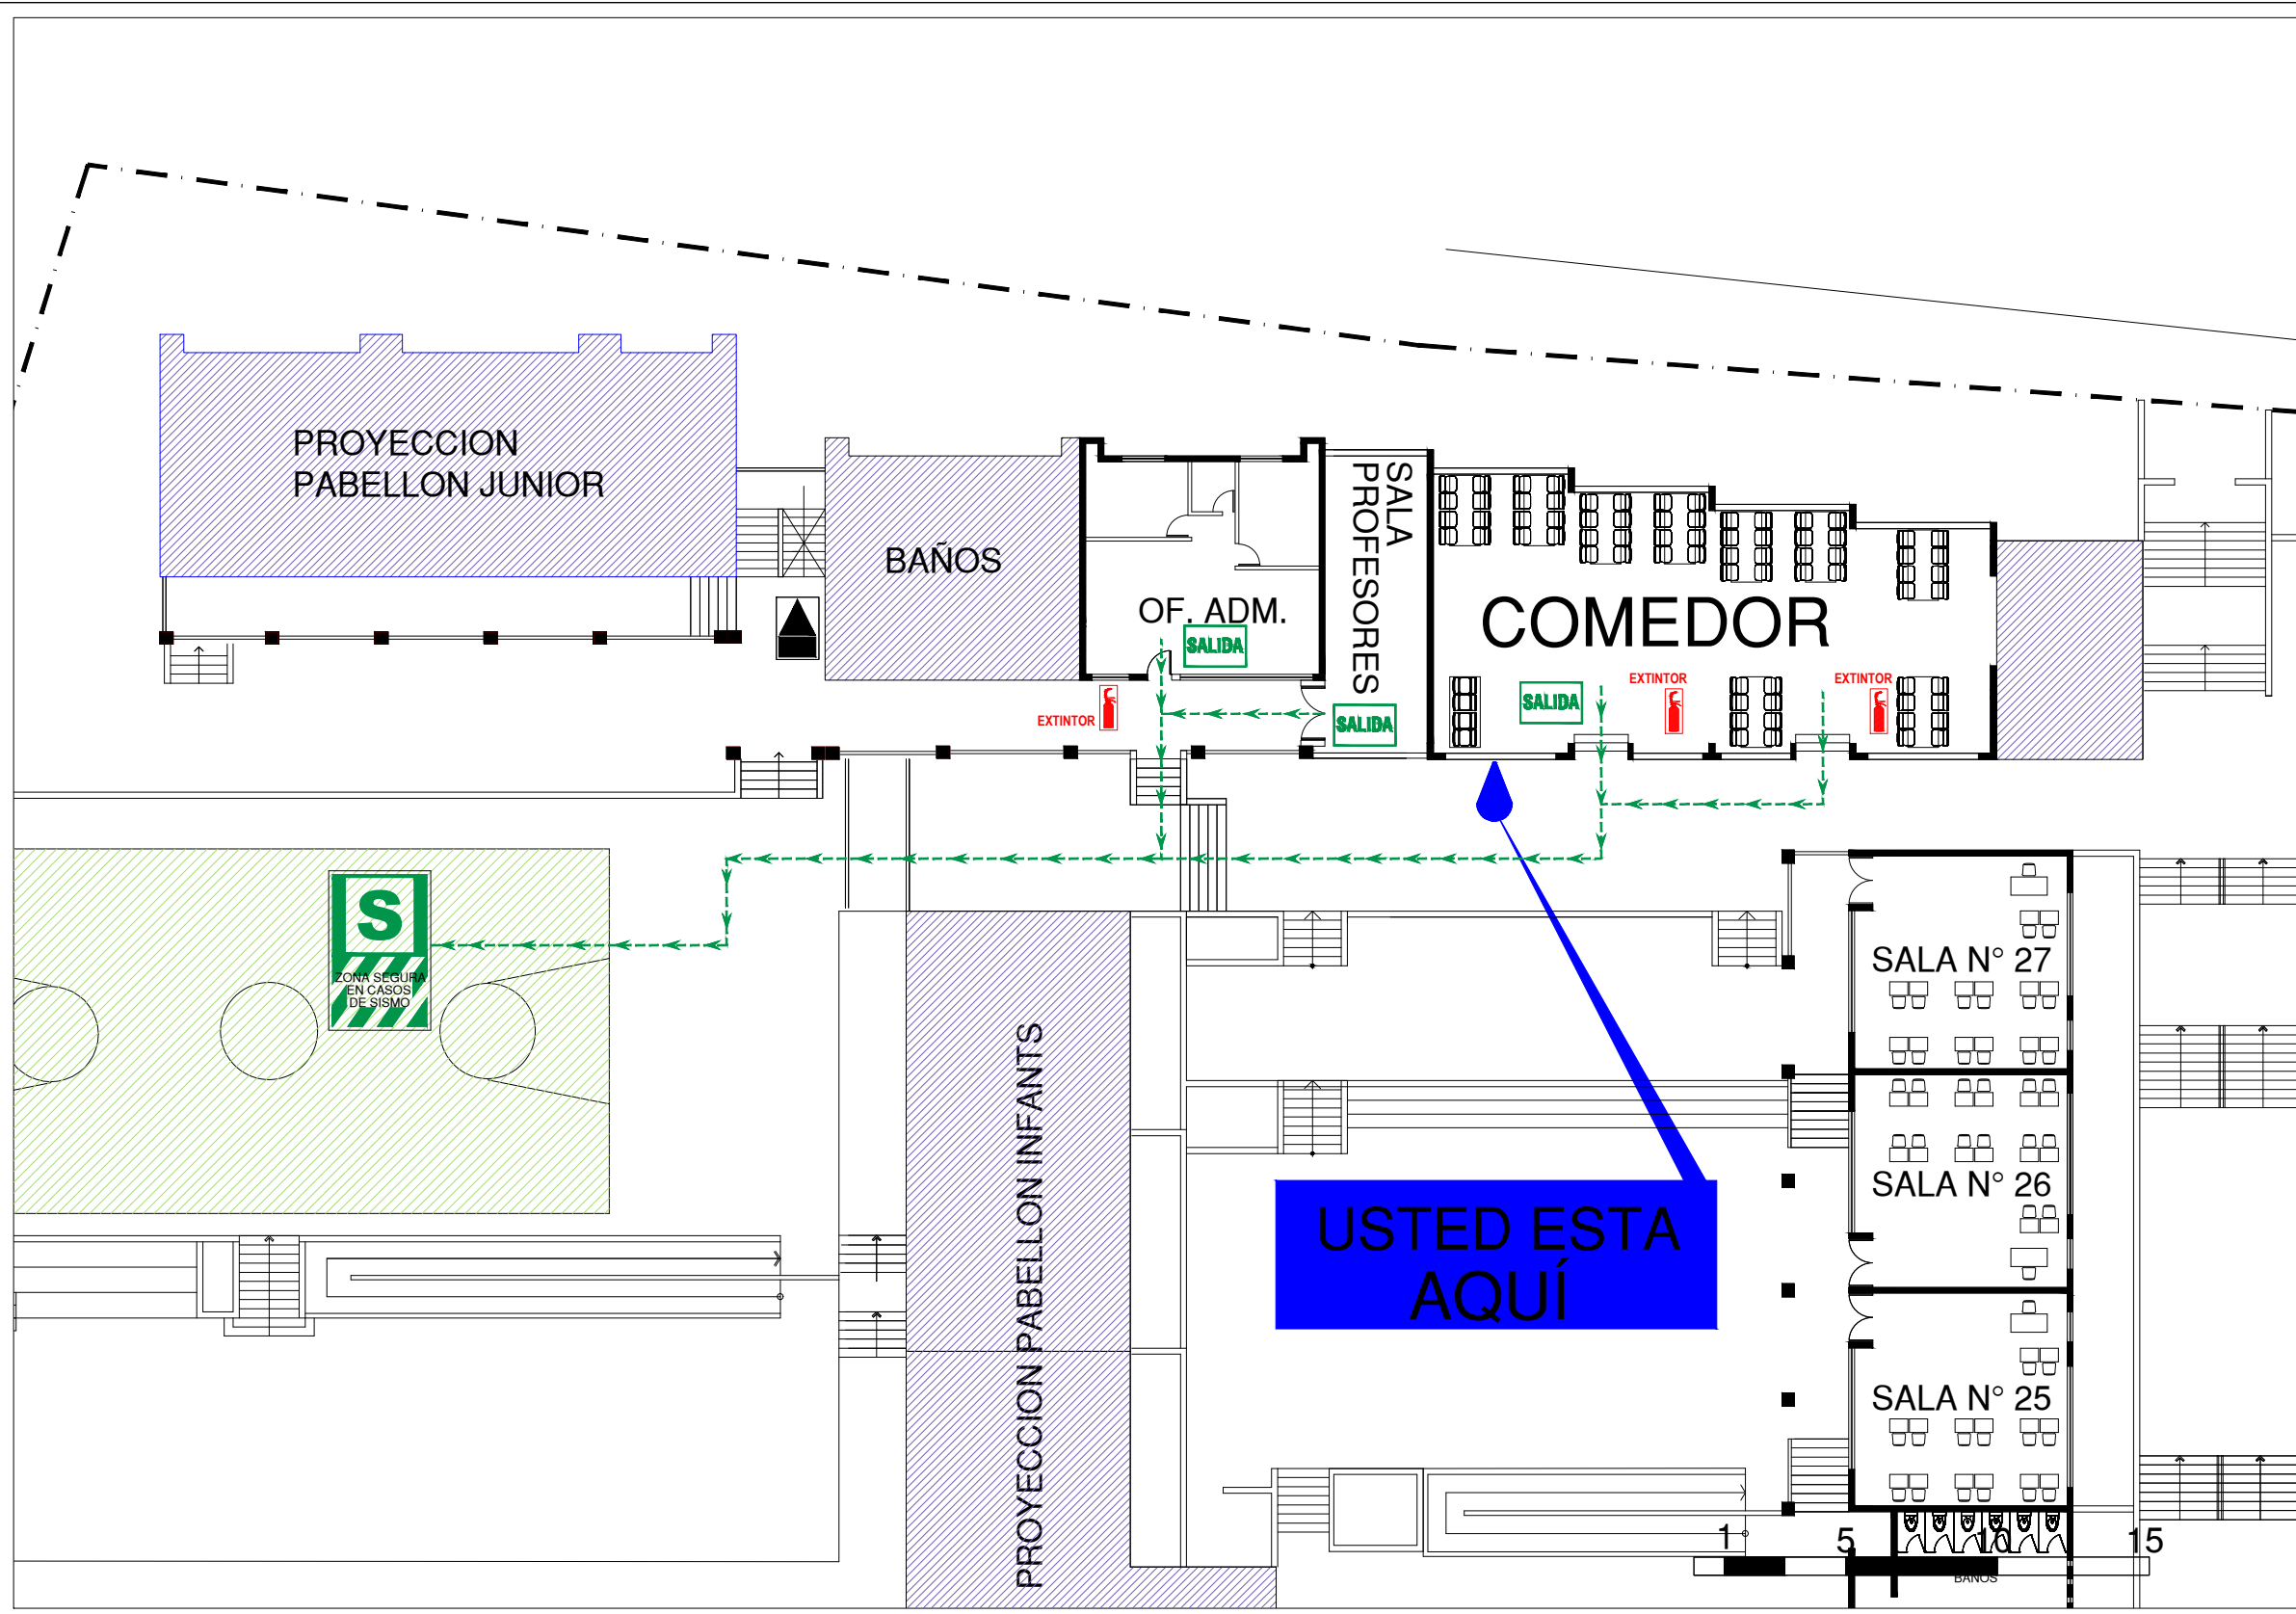 PROYECCION
PABELLON JUNIOR
BAÑOS
OF. ADM.
SALIDA
SALA
PROFESORES
SALIDA
COMEDOR
SALIDA
EXTINTOR
EXTINTOR
EXTINTOR
S
ZONA SEGURA
EN CASOS
DE SISMO
PROYECCION PABELLON INFANTS
USTED ESTA
AQUÍ
SALA N° 27
SALA N° 26
SALA N° 25
1 5 10 15
BAÑOS